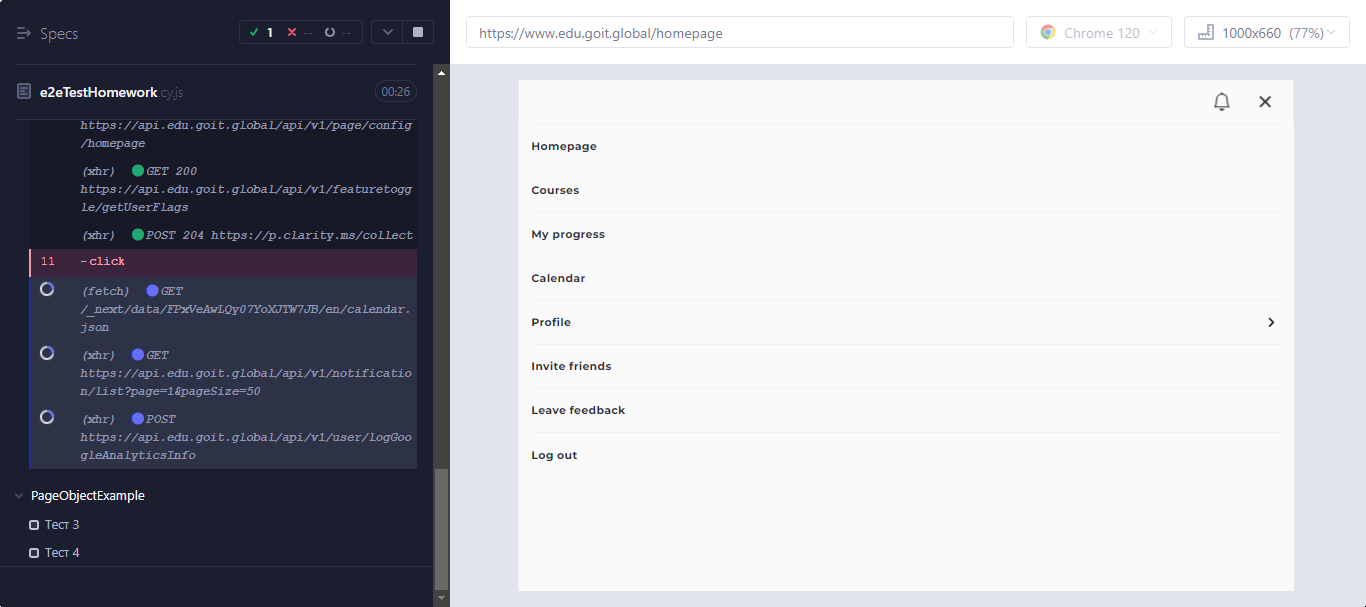 Specs
1
--
--
e2eTestHomework.cy.js
00:26
https://api.edu.goit.global/api/v1/page/config
/homepage
(xhr) GET 200
https://api.edu.goit.global/api/v1/featuretogg
le/getUserFlags
(xhr) POST 204 https://p.clarity.ms/collect
11 -click
(fetch) GET
/_next/data/FPxVeAwLQy07YoXJTW7JB/en/calendar.
json
(xhr) GET
https://api.edu.goit.global/api/v1/notificatio
n/list?page=1&pageSize=50
(xhr) POST
https://api.edu.goit.global/api/v1/user/logGoo
gleAnalyticsInfo
PageObjectExample
Тест 3
Тест 4
https://www.edu.goit.global/homepage
Chrome 120
1000x660 (77%)
Homepage
Courses
My progress
Calendar
Profile
Invite friends
Leave feedback
Log out